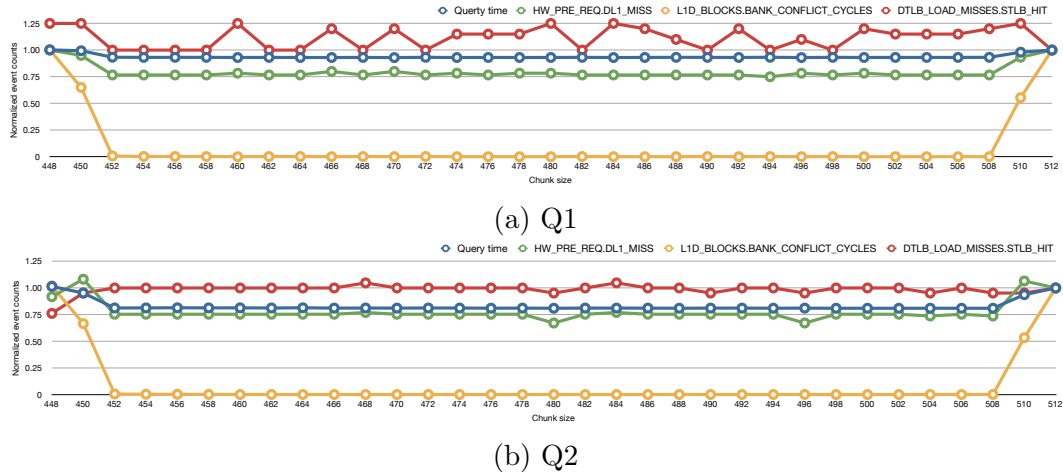 Query time HW_PRE_REQ.DL1_MISS L1D_BLOCKS.BANK_CONFLICT_CYCLES DTLB_LOAD_MISSES.STLB_HIT
Normalized event counts
1.25
1.00
0.75
0.50
0.25
0
448 450 452 454 456 458 460 462 464 466 468 470 472 474 476 478 480 482 484 486 488 490 492 494 496 498 500 502 504 506 508 510 512
Chunk size
(a) Q1
Query time HW_PRE_REQ.DL1_MISS L1D_BLOCKS.BANK_CONFLICT_CYCLES DTLB_LOAD_MISSES.STLB_HIT
Normalized event counts
1.25
1.00
0.75
0.50
0.25
0
448 450 452 454 456 458 460 462 464 466 468 470 472 474 476 478 480 482 484 486 488 490 492 494 496 498 500 502 504 506 508 510 512
Chunk size
(b) Q2